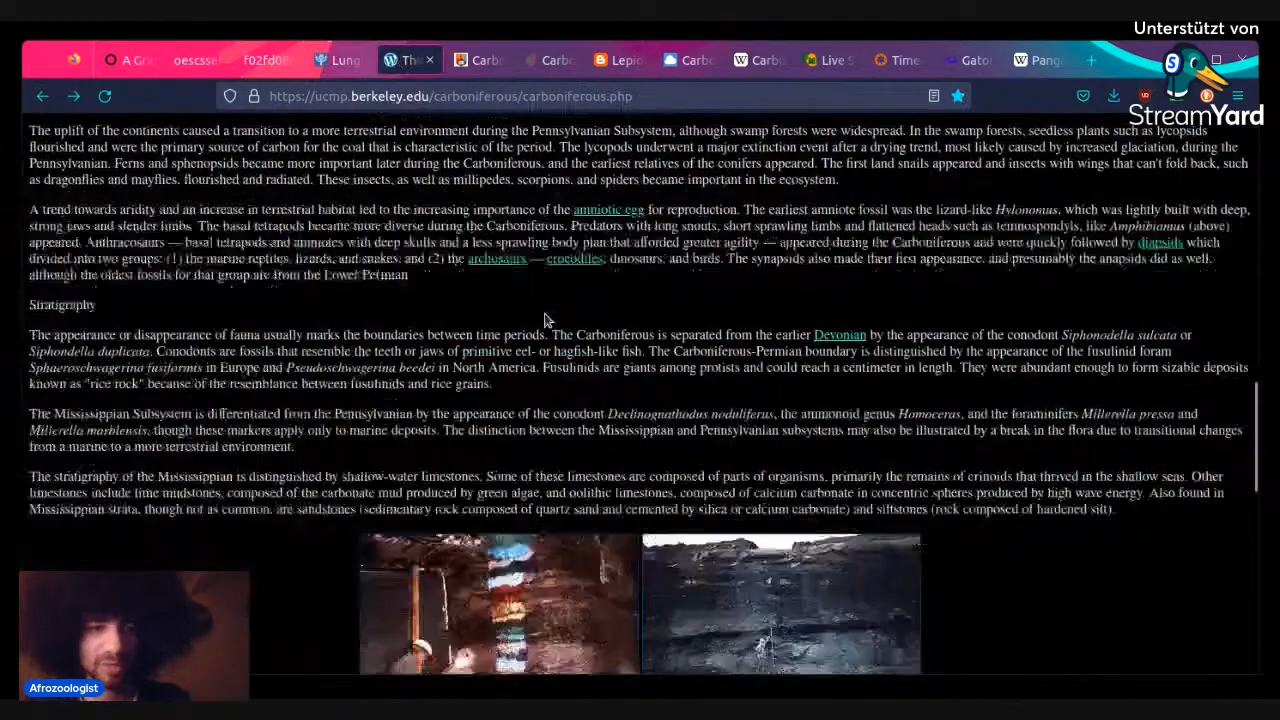 Unterstützt von
StreamYard
A Gra
oescsse
f02fd08
Lung
The
Carbo
Carbo
Lepio
Carbo
Carbo
Live S
Time
Gato
Pang
https://ucmp.berkeley.edu/carboniferous/carboniferous.php
The uplift of the continents caused a transition to a more terrestrial environment during the Pennsylvanian Subsystem, although swamp forests were widespread. In the swamp forests, seedless plants such as lycopsids
flourished and were the primary source of carbon for the coal that is characteristic of the period. The lycopods underwent a major extinction event after a drying trend, most likely caused by increased glaciation, during the
Pennsylvanian. Ferns and sphenopsids became more important later during the Carboniferous, and the earliest relatives of the conifers appeared. The first land snails appeared and insects with wings that can't fold back, such
as dragonflies and mayflies, flourished and radiated. These insects, as well as millipedes, scorpions, and spiders became important in the ecosystem.
A trend towards aridity and an increase in terrestrial habitat led to the increasing importance of the amniotic egg for reproduction. The earliest amniote fossil was the lizard-like Hylonomus, which was lightly built with deep,
strong jaws and slender limbs. The basal tetrapods became more diverse during the Carboniferous. Predators with long snouts, short sprawling limbs and flattened heads such as temnospondyls, like Amphibamus (above)
appeared. Anthracosaurs — basal tetrapods and amniotes with deep skulls and a less sprawling body plan that afforded greater agility — appeared during the Carboniferous and were quickly followed by diapsids which
divided into two groups: (1) the marine reptiles, lizards, and snakes, and (2) the archosaurs — crocodiles, dinosaurs, and birds. The synapsids also made their first appearance, and presumably the anapsids did as well,
although the oldest fossils for that group are from the Lower Permian
Stratigraphy
The appearance or disappearance of fauna usually marks the boundaries between time periods. The Carboniferous is separated from the earlier Devonian by the appearance of the conodont Siphonodella sulcata or
Siphondella duplicata. Conodonts are fossils that resemble the teeth or jaws of primitive eel- or hagfish-like fish. The Carboniferous-Permian boundary is distinguished by the appearance of the fusulinid foram
Sphaeroschwagerina fusiformis in Europe and Pseudoschwagerina beedei in North America. Fusulinids are giants among protists and could reach a centimeter in length. They were abundant enough to form sizable deposits
known as "rice rock" because of the resemblance between fusulinids and rice grains.
The Mississippian Subsystem is differentiated from the Pennsylvanian by the appearance of the conodont Declinognathodus noduliferus, the ammonoid genus Homoceras, and the foraminifers Millerella pressa and
Millerella marblensis, though these markers apply only to marine deposits. The distinction between the Mississippian and Pennsylvanian subsystems may also be illustrated by a break in the flora due to transitional changes
from a marine to a more terrestrial environment.
The stratigraphy of the Mississippian is distinguished by shallow-water limestones. Some of these limestones are composed of parts of organisms, primarily the remains of crinoids that thrived in the shallow seas. Other
limestones include lime mudstones, composed of the carbonate mud produced by green algae, and oolithic limestones, composed of calcium carbonate in concentric spheres produced by high wave energy. Also found in
Mississippian strata, though not as common, are sandstones (sedimentary rock composed of quartz sand and cemented by silica or calcium carbonate) and siltstones (rock composed of hardened silt).
Afrozoologist